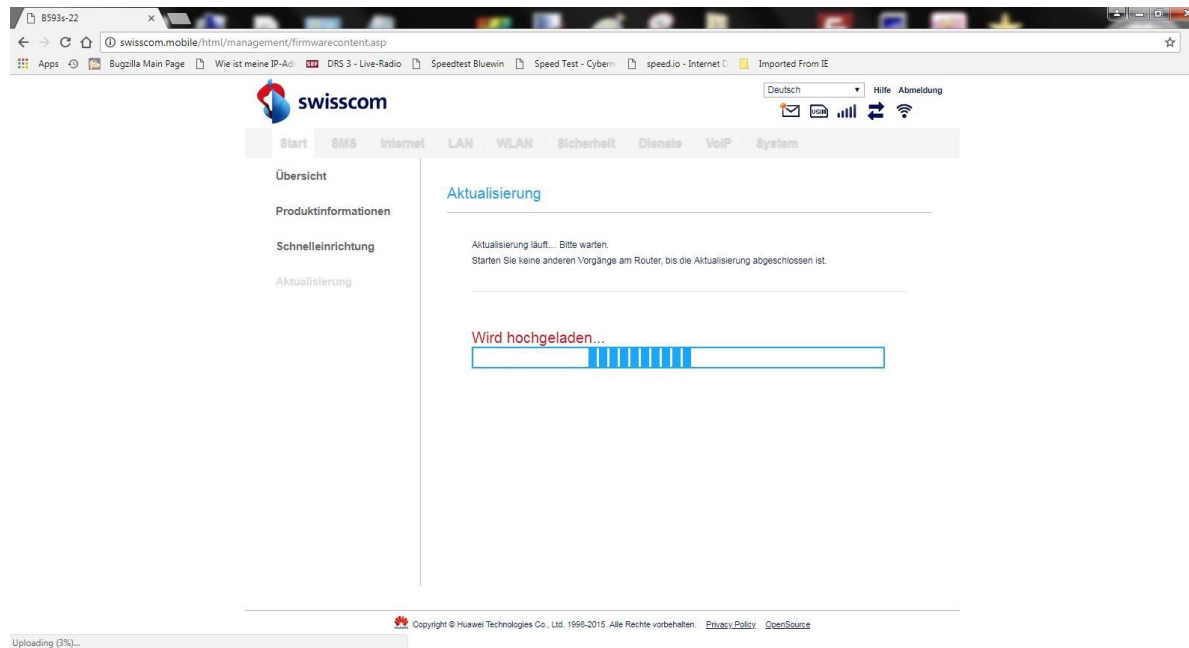 B593s-22
swisscom.mobile/html/management/firmwarecontent.asp
Apps Bugzilla Main Page Wie ist meine IP-Ad DRS 3 - Live-Radio Speedtest Bluewin Speed Test - Cybern speed.io - Internet D Imported From IE
swisscom
Deutsch Hilfe Abmeldung
USIM
Start SMS Internet LAN WLAN Sicherheit Dienste VoIP System
Übersicht
Produktinformationen
Schnelleinrichtung
Aktualisierung
Aktualisierung
Aktualisierung läuft... Bitte warten.
Starten Sie keine anderen Vorgänge am Router, bis die Aktualisierung abgeschlossen ist.
Wird hochgeladen...
Copyright © Huawei Technologies Co., Ltd. 1998-2015. Alle Rechte vorbehalten. Privacy Policy OpenSource
Uploading (3%)...